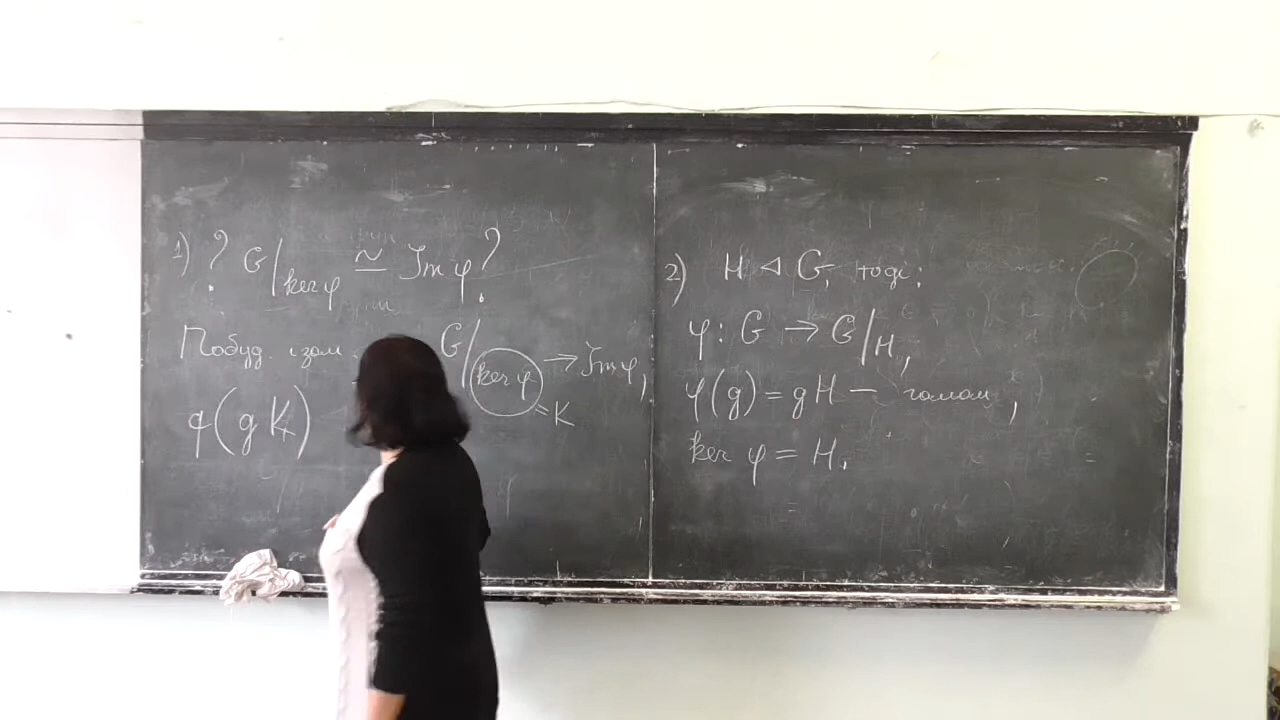 1) ? G/ker φ ≅ Im φ?
Побуд. ізом. G/ker φ → Im φ,
= K
φ(gK)
2) H ⊲ G, тоді:
φ: G → G/H,
φ(g) = gH — гомом,
ker φ = H.